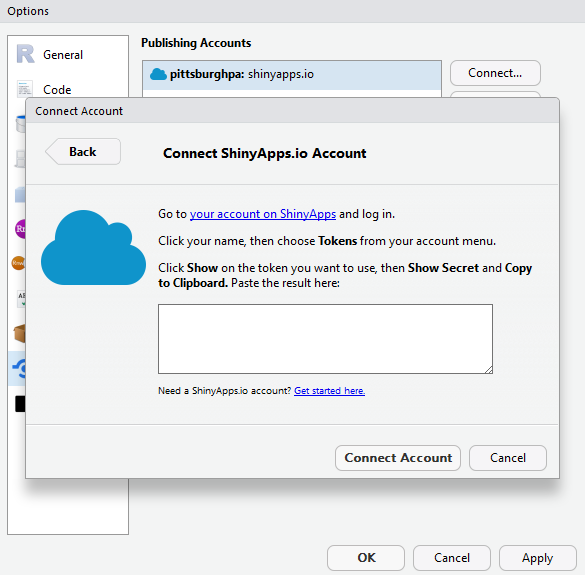 Options
General
Code
Publishing Accounts
pittsburghpa: shinyapps.io
Connect...
Connect Account
Back
Connect ShinyApps.io Account
Go to your account on ShinyApps and log in.
Click your name, then choose Tokens from your account menu.
Click Show on the token you want to use, then Show Secret and Copy
to Clipboard. Paste the result here:
Need a ShinyApps.io account? Get started here.
Connect Account
Cancel
OK
Cancel
Apply